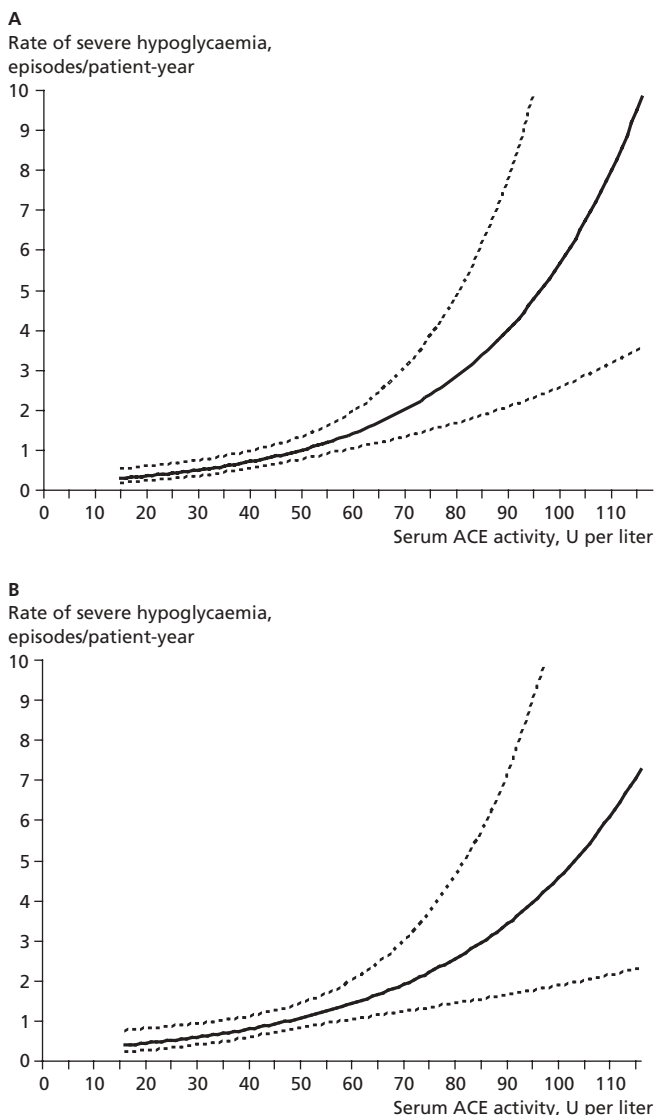 A
Rate of severe hypoglycaemia,
episodes/patient-year
10
9
8
7
6
5
4
3
2
1
0
0 10 20 30 40 50 60 70 80 90 100 110
Serum ACE activity, U per liter
B
Rate of severe hypoglycaemia,
episodes/patient-year
10
9
8
7
6
5
4
3
2
1
0
0 10 20 30 40 50 60 70 80 90 100 110
Serum ACE activity, U per liter